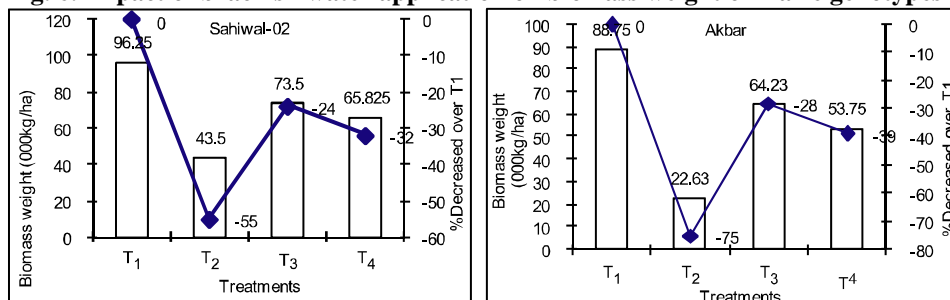 Sahiwal-02
Biomass weight (000kg/ha)
120
100
80
60
40
20
0
96.25
43.5
73.5
65.825
0
-55
-24
-32
0
-10
-20
-30
-40
-50
-60
%Decreased over T1
T1
T2
T3
T4
Treatments
Akbar
Biomass weight
(000kg/ha)
100
90
80
70
60
50
40
30
20
10
0
88.75
22.63
64.23
53.75
0
-75
-28
-39
0
-10
-20
-30
-40
-50
-60
-70
-80
%Decreased over T1
T1
T2
T3
T4
Treatments